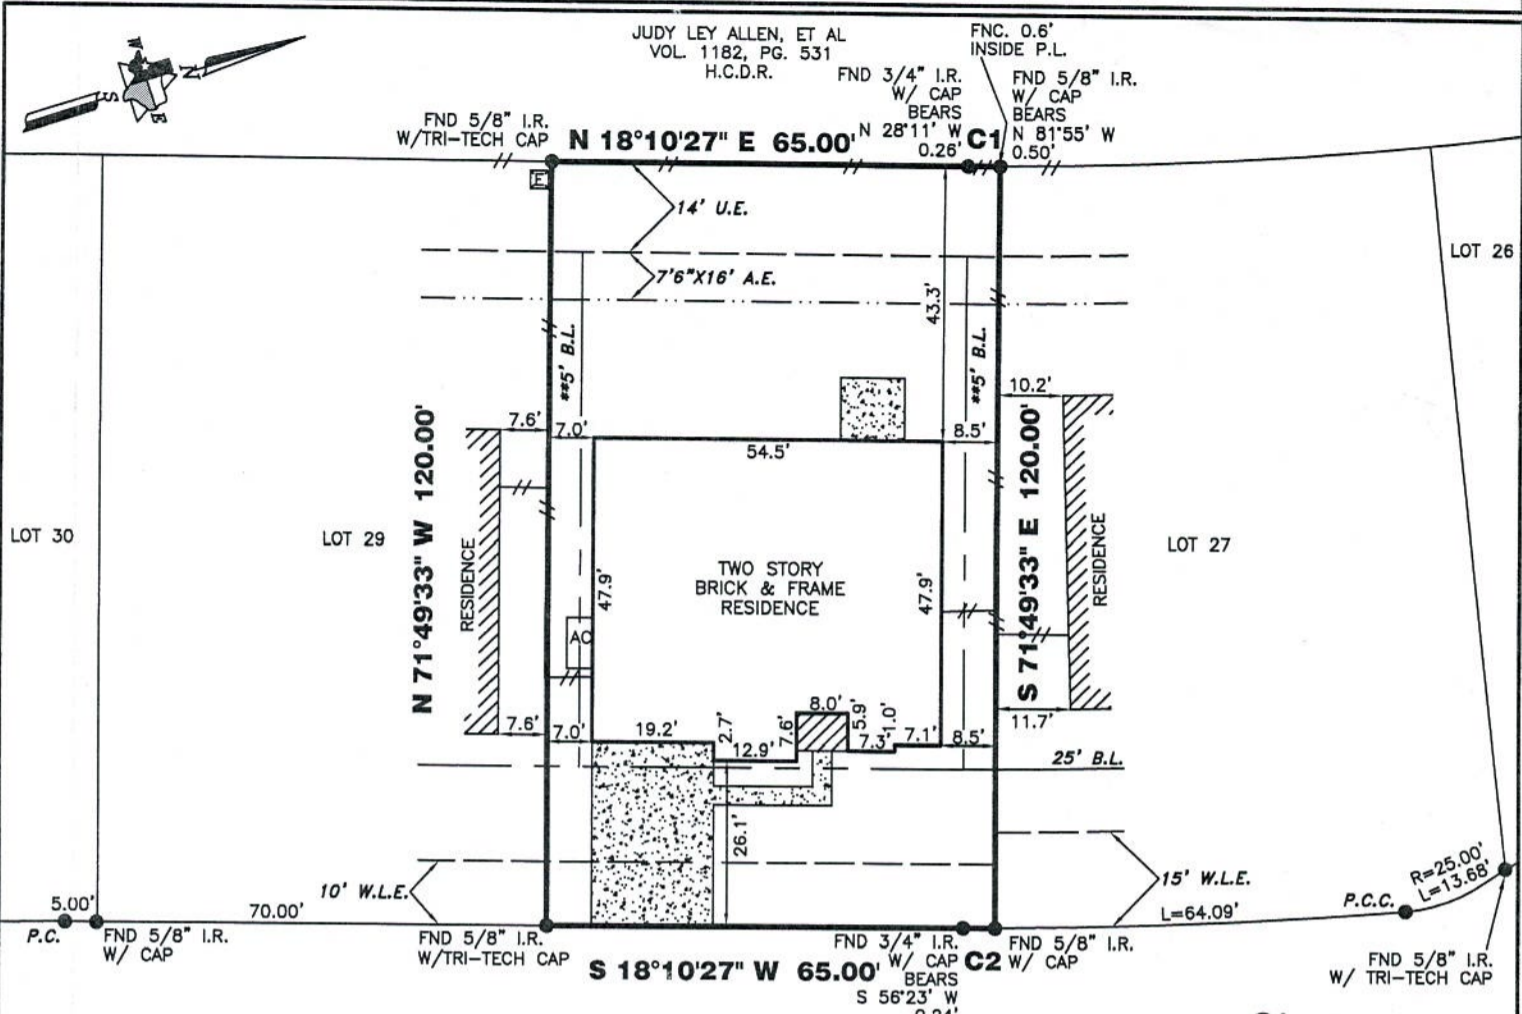 JUDY LEY ALLEN, ET AL
VOL. 1182, PG. 531
H.C.D.R.
FNC. 0.6'
INSIDE P.L.
FND 3/4" I.R.
W/ CAP
BEARS
N 28°11' W
0.26'
FND 5/8" I.R.
W/ CAP
BEARS
N 81°55' W
0.50'
W
N
S
E
FND 5/8" I.R.
W/TRI-TECH CAP
N 18°10'27" E 65.00'
C1
E
14' U.E.
7'6"X16' A.E.
LOT 26
43.3'
**5' B.L.
**5' B.L.
10.2'
7.6'
7.0'
8.5'
54.5'
N 71°49'33" W 120.00'
S 71°49'33" E 120.00'
LOT 30
LOT 29
RESIDENCE
47.9'
TWO STORY
BRICK & FRAME
RESIDENCE
47.9'
RESIDENCE
LOT 27
AC
7.6'
7.0'
19.2'
2.7'
12.9'
7.6'
8.0'
5.9'
7.3'
1.0'
7.1'
8.5'
11.7'
25' B.L.
26.1'
10' W.L.E.
15' W.L.E.
R=25.00'
L=13.68'
P.C.C.
5.00'
70.00'
L=64.09'
P.C.
FND 5/8" I.R.
W/ CAP
FND 5/8" I.R.
W/TRI-TECH CAP
S 18°10'27" W 65.00'
FND 3/4" I.R.
W/ CAP
BEARS
S 56°23' W
C2
FND 5/8" I.R.
W/ CAP
FND 5/8" I.R.
W/ TRI-TECH CAP